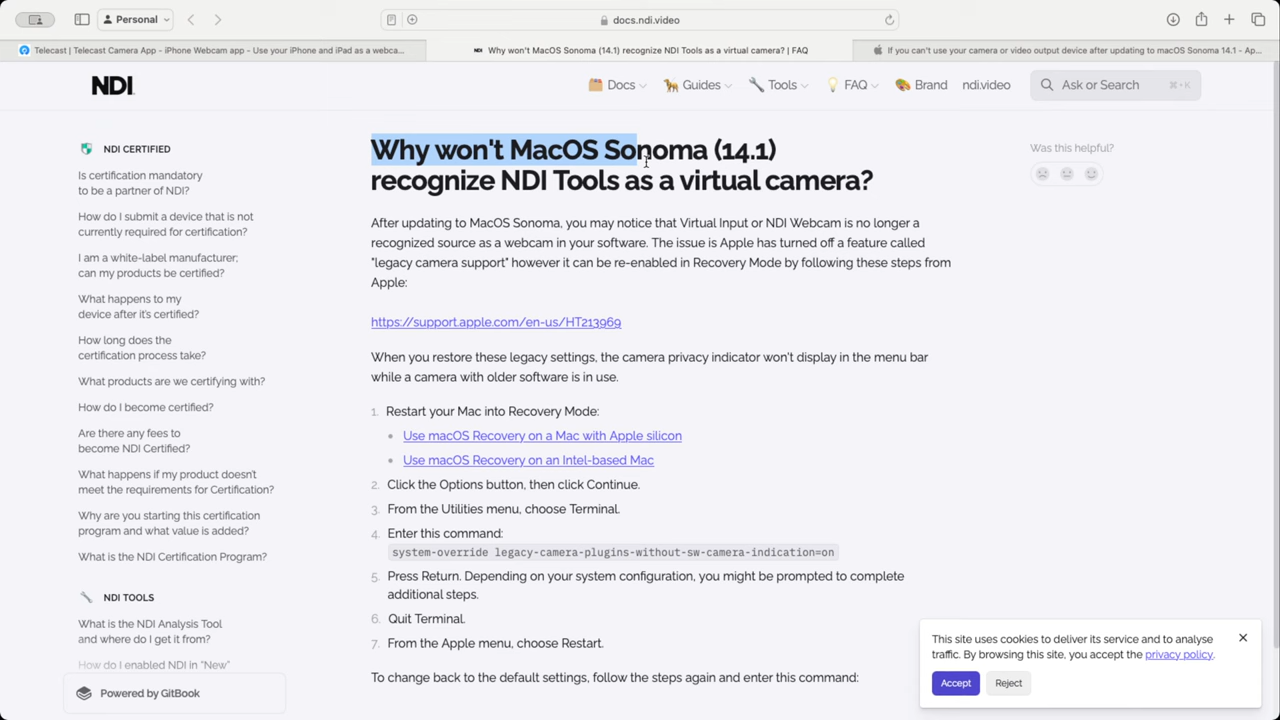 Personal
docs.ndi.video
Telecast | Telecast Camera App - iPhone Webcam app - Use your iPhone and iPad as a webca...
NDI Why won't MacOS Sonoma (14.1) recognize NDI Tools as a virtual camera? | FAQ
If you can't use your camera or video output device after updating to macOS Sonoma 14.1 - Ap...
NDI
Docs
Guides
Tools
FAQ
Brand
ndi.video
Ask or Search
⌘+K
NDI CERTIFIED
Is certification mandatory
to be a partner of NDI?
How do I submit a device that is not
currently required for certification?
I am a white-label manufacturer;
can my products be certified?
What happens to my
device after it's certified?
How long does the
certification process take?
What products are we certifying with?
How do I become certified?
Are there any fees to
become NDI Certified?
What happens if my product doesn't
meet the requirements for Certification?
Why are you starting this certification
program and what value is added?
What is the NDI Certification Program?
NDI TOOLS
What is the NDI Analysis Tool
and where do I get it from?
How do I enabled NDI in "New"
Powered by GitBook
Why won't MacOS Sonoma (14.1)
recognize NDI Tools as a virtual camera?
After updating to MacOS Sonoma, you may notice that Virtual Input or NDI Webcam is no longer a
recognized source as a webcam in your software. The issue is Apple has turned off a feature called
"legacy camera support" however it can be re-enabled in Recovery Mode by following these steps from
Apple:
https://support.apple.com/en-us/HT213969
When you restore these legacy settings, the camera privacy indicator won't display in the menu bar
while a camera with older software is in use.
1. Restart your Mac into Recovery Mode:
• Use macOS Recovery on a Mac with Apple silicon
• Use macOS Recovery on an Intel-based Mac
2. Click the Options button, then click Continue.
3. From the Utilities menu, choose Terminal.
4. Enter this command:
system-override legacy-camera-plugins-without-sw-camera-indication=on
5. Press Return. Depending on your system configuration, you might be prompted to complete
additional steps.
6. Quit Terminal.
7. From the Apple menu, choose Restart.
To change back to the default settings, follow the steps again and enter this command:
Was this helpful?
This site uses cookies to deliver its service and to analyse
traffic. By browsing this site, you accept the privacy policy.
Accept
Reject